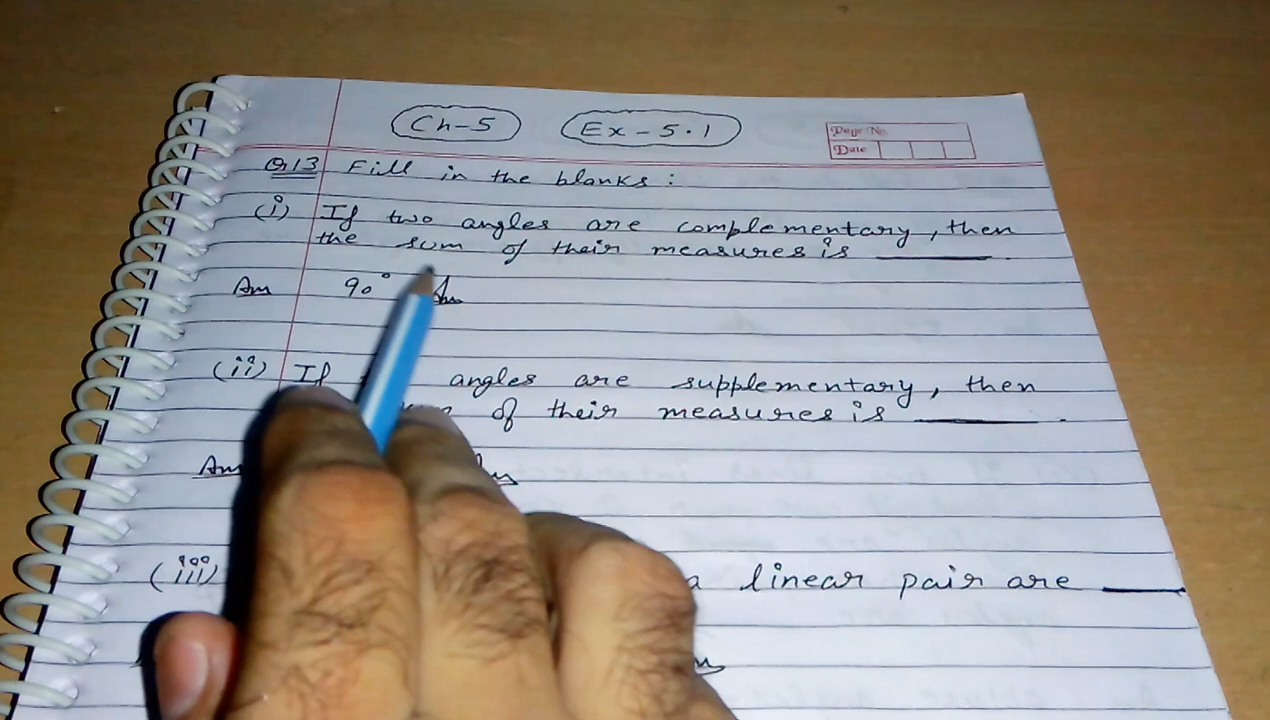 Ch-5 Ex-5.1
Page No.
Date
Q13 Fill in the blanks :
(i) If two angles are complementary, then
the sum of their measures is ______.
Ans 90° Ans
(ii) If angles are supplementary, then
of their measures is ______.
Ans Ans
(iii) a linear pair are ____